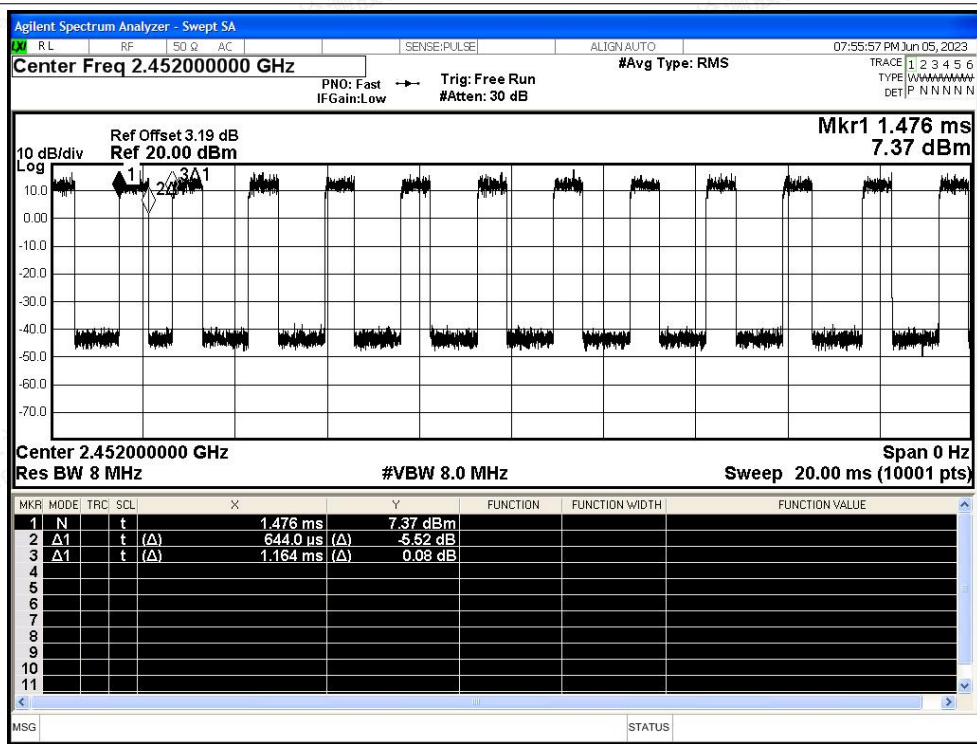 Agilent Spectrum Analyzer - Swept SA
LXI RL RF 50 Ω AC SENSE:PULSE ALIGN AUTO 07:55:57 PM Jun 05, 2023
Center Freq 2.452000000 GHz
#Avg Type: RMS
TRACE 1 2 3 4 5 6
PNO: Fast Trig: Free Run
TYPE WWWWWW
IFGain:Low #Atten: 30 dB
DET P N N N N N
Mkr1 1.476 ms
7.37 dBm
Ref Offset 3.19 dB
10 dB/div Ref 20.00 dBm
Log
1 2Δ1 3Δ1
10.0
0.00
-10.0
-20.0
-30.0
-40.0
-50.0
-60.0
-70.0
Center 2.452000000 GHz Span 0 Hz
Res BW 8 MHz #VBW 8.0 MHz Sweep 20.00 ms (10001 pts)
MKR MODE TRC SCL X Y FUNCTION FUNCTION WIDTH FUNCTION VALUE
1 N t 1.476 ms 7.37 dBm
2 Δ1 t (Δ) 644.0 µs (Δ) -5.52 dB
3 Δ1 t (Δ) 1.164 ms (Δ) 0.08 dB
4
5
6
7
8
9
10
11
MSG STATUS